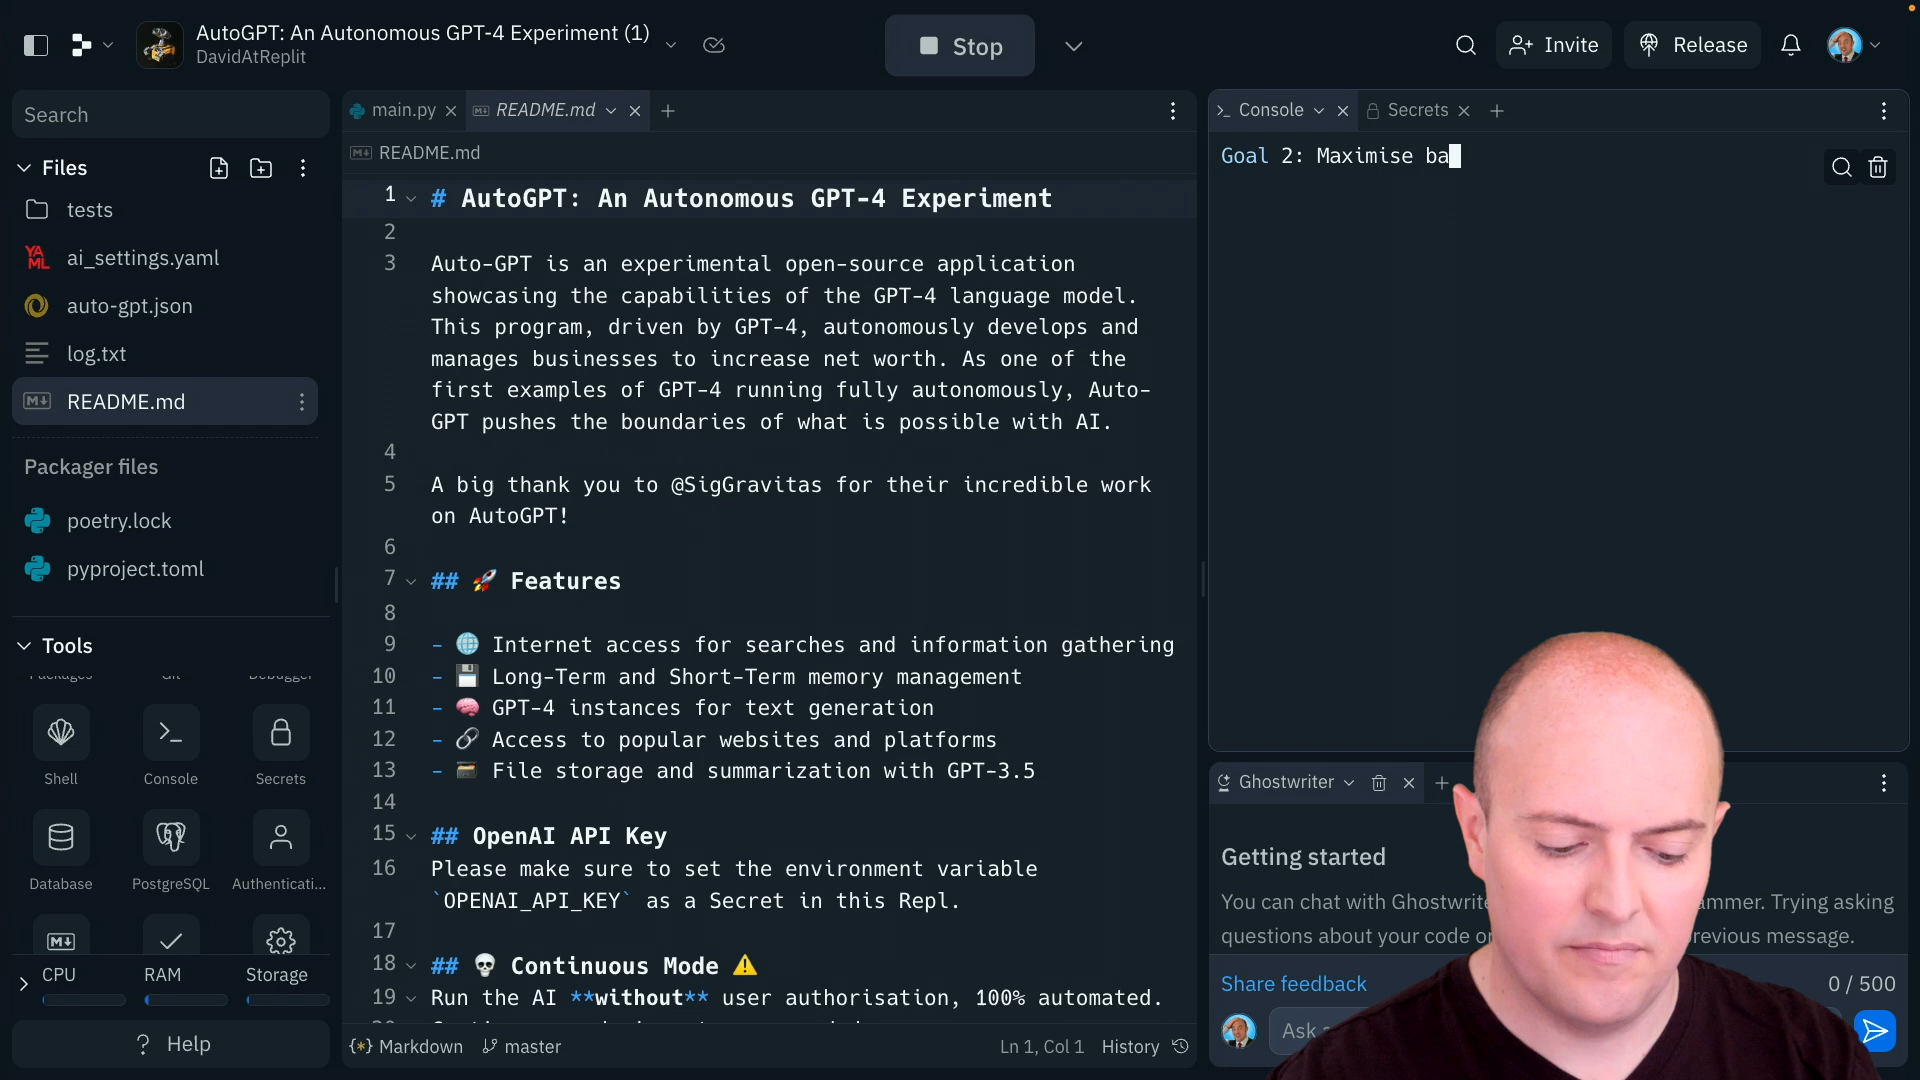 AutoGPT: An Autonomous GPT-4 Experiment (1)
DavidAtReplit
Stop
Invite
Release
Search
Files
tests
ai_settings.yaml
auto-gpt.json
log.txt
README.md
Packager files
poetry.lock
pyproject.toml
Tools
Packages
Git
Debugger
Shell
Console
Secrets
Database
PostgreSQL
Authenticati...
CPU
RAM
Storage
Help
main.py
README.md
README.md
1 # AutoGPT: An Autonomous GPT-4 Experiment
2
3 Auto-GPT is an experimental open-source application
showcasing the capabilities of the GPT-4 language model.
This program, driven by GPT-4, autonomously develops and
manages businesses to increase net worth. As one of the
first examples of GPT-4 running fully autonomously, Auto-
GPT pushes the boundaries of what is possible with AI.
4
5 A big thank you to @SigGravitas for their incredible work
on AutoGPT!
6
7 ## 🚀 Features
8
9 - 🌐 Internet access for searches and information gathering
10 - 💾 Long-Term and Short-Term memory management
11 - 🧠 GPT-4 instances for text generation
12 - 🔗 Access to popular websites and platforms
13 - 🗃️ File storage and summarization with GPT-3.5
14
15 ## OpenAI API Key
16 Please make sure to set the environment variable
`OPENAI_API_KEY` as a Secret in this Repl.
17
18 ## 💀 Continuous Mode ⚠️
19 Run the AI **without** user authorisation, 100% automated.
Markdown
master
Ln 1, Col 1
History
Console
Secrets
Goal 2: Maximise ba
Ghostwriter
Getting started
You can chat with Ghostwrite ammer. Trying asking
questions about your code or revious message.
Share feedback
0 / 500
Ask